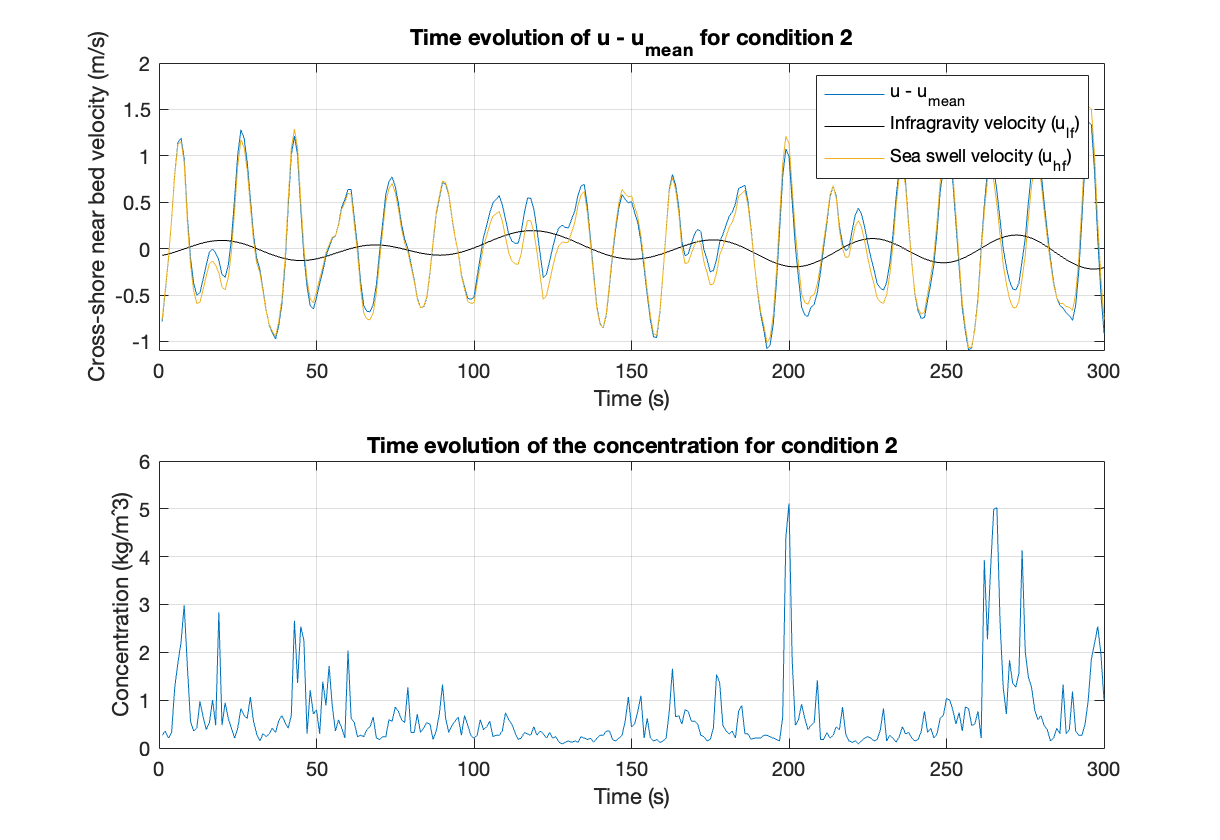 Time evolution of u - u_mean for condition 2
Cross-shore near bed velocity (m/s)
2
1.5
1
0.5
0
-0.5
-1
u - u_mean
Infragravity velocity (u_lf)
Sea swell velocity (u_hf)
0 50 100 150 200 250 300
Time (s)
Time evolution of the concentration for condition 2
Concentration (kg/m^3)
6
5
4
3
2
1
0
0 50 100 150 200 250 300
Time (s)